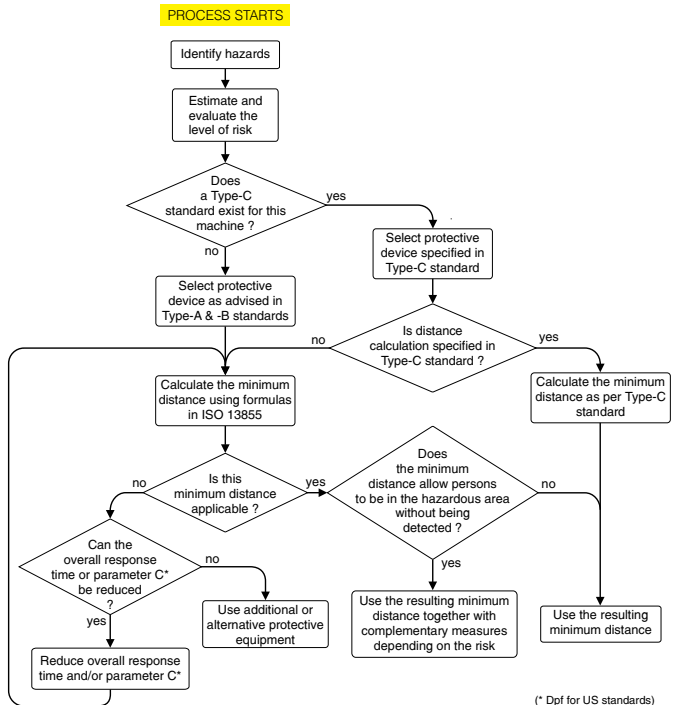 PROCESS STARTS
Identify hazards
Estimate and
evaluate the
level of risk
Does
a Type-C
standard exist for this
machine ?
yes
no
Select protective
device specified in
Type-C standard
Select protective
device as advised in
Type-A & -B standards
Is distance
calculation specified in
Type-C standard ?
no
yes
Calculate the minimum
distance using formulas
in ISO 13855
Calculate the minimum
distance as per Type-C
standard
Is this
minimum distance
applicable ?
no
yes
Does
the minimum
distance allow persons
to be in the hazardous area
without being
detected ?
no
yes
Can the
overall response
time or parameter C*
be reduced
?
no
yes
Use additional or
alternative protective
equipment
Use the resulting minimum
distance together with
complementary measures
depending on the risk
Use the resulting
minimum distance
Reduce overall response
time and/or parameter C*
(* Dpf for US standards)